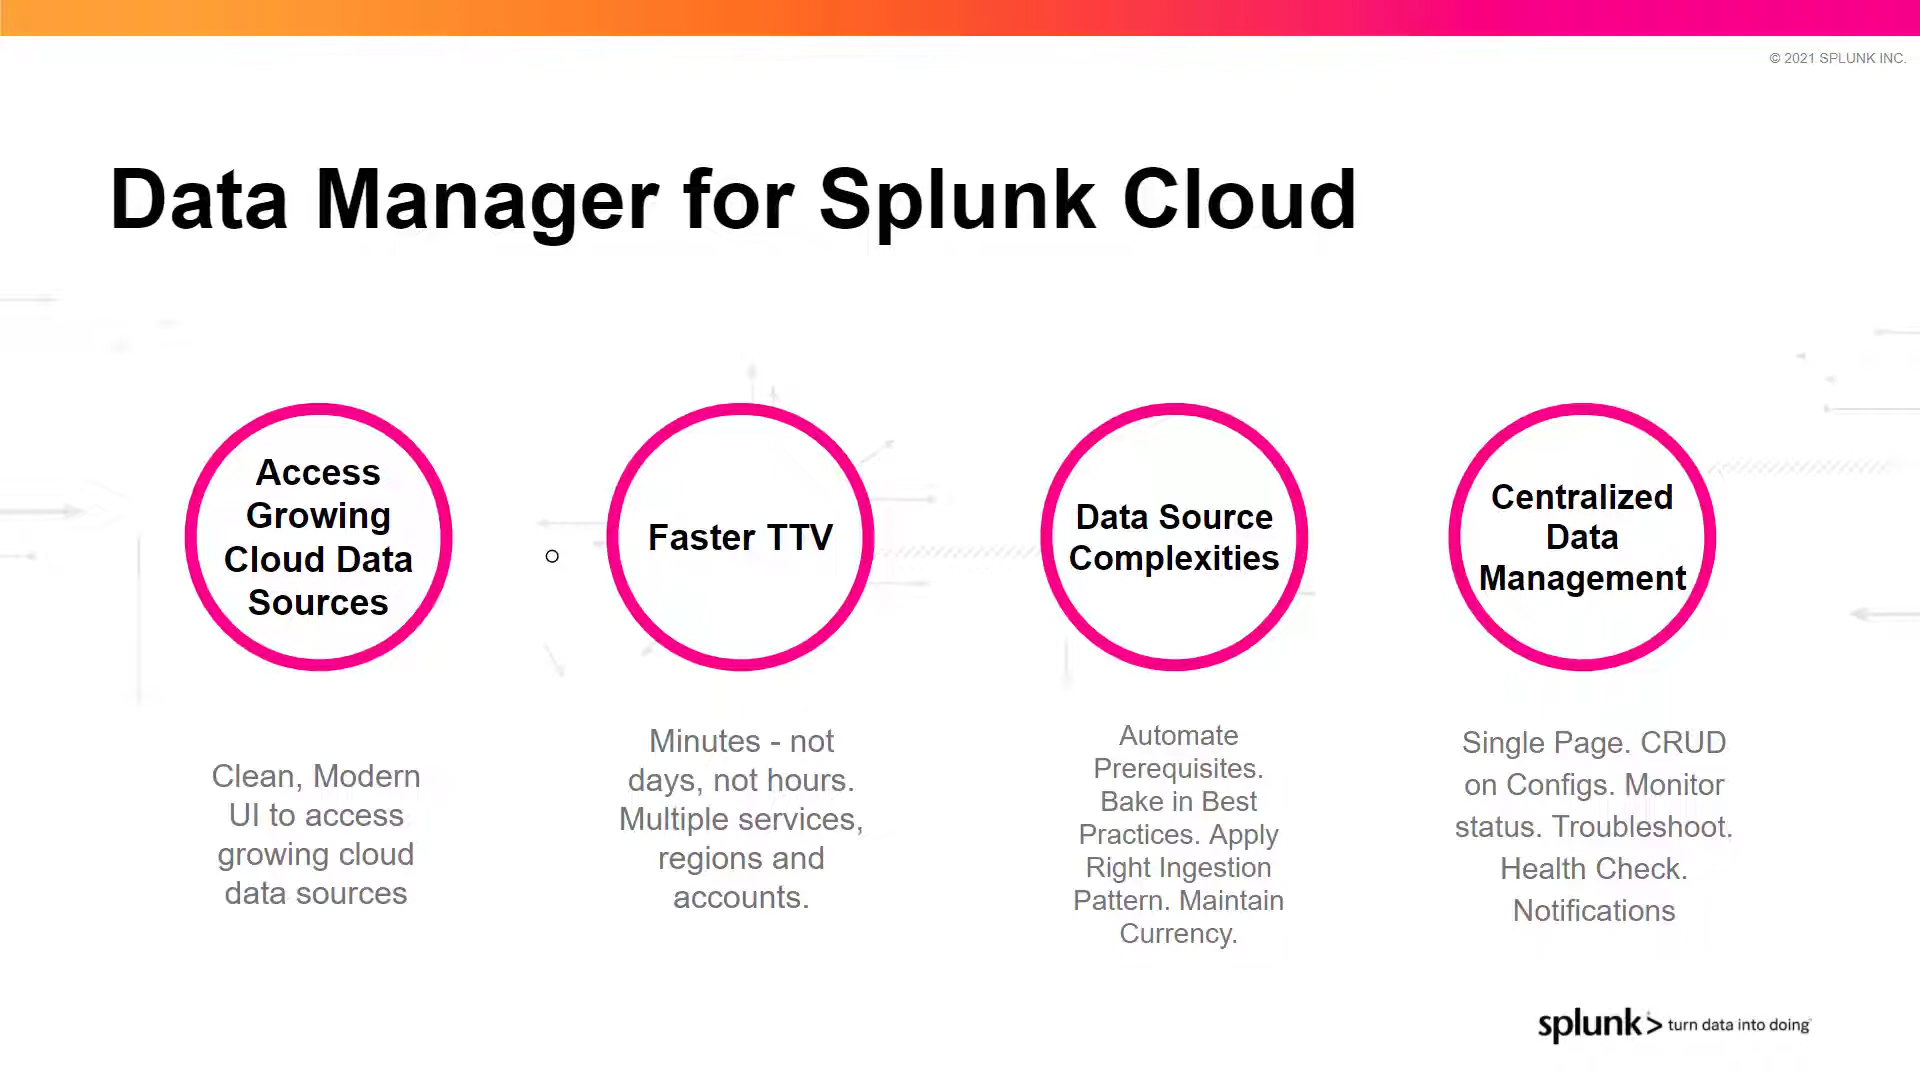 © 2021 SPLUNK INC.
Data Manager for Splunk Cloud
Access
Growing
Cloud Data
Sources
Clean, Modern
UI to access
growing cloud
data sources
Faster TTV
Minutes - not
days, not hours.
Multiple services,
regions and
accounts.
Data Source
Complexities
Automate
Prerequisites.
Bake in Best
Practices. Apply
Right Ingestion
Pattern. Maintain
Currency.
Centralized
Data
Management
Single Page. CRUD
on Configs. Monitor
status. Troubleshoot.
Health Check.
Notifications
splunk> turn data into doing™